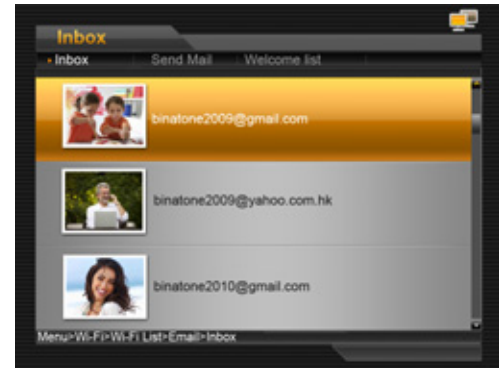 Inbox
Inbox Send Mail Welcome list
binatone2009@gmail.com
binatone2009@yahoo.com.hk
binatone2010@gmail.com
Menu>Wi-Fi>Wi-Fi List>Email>Inbox